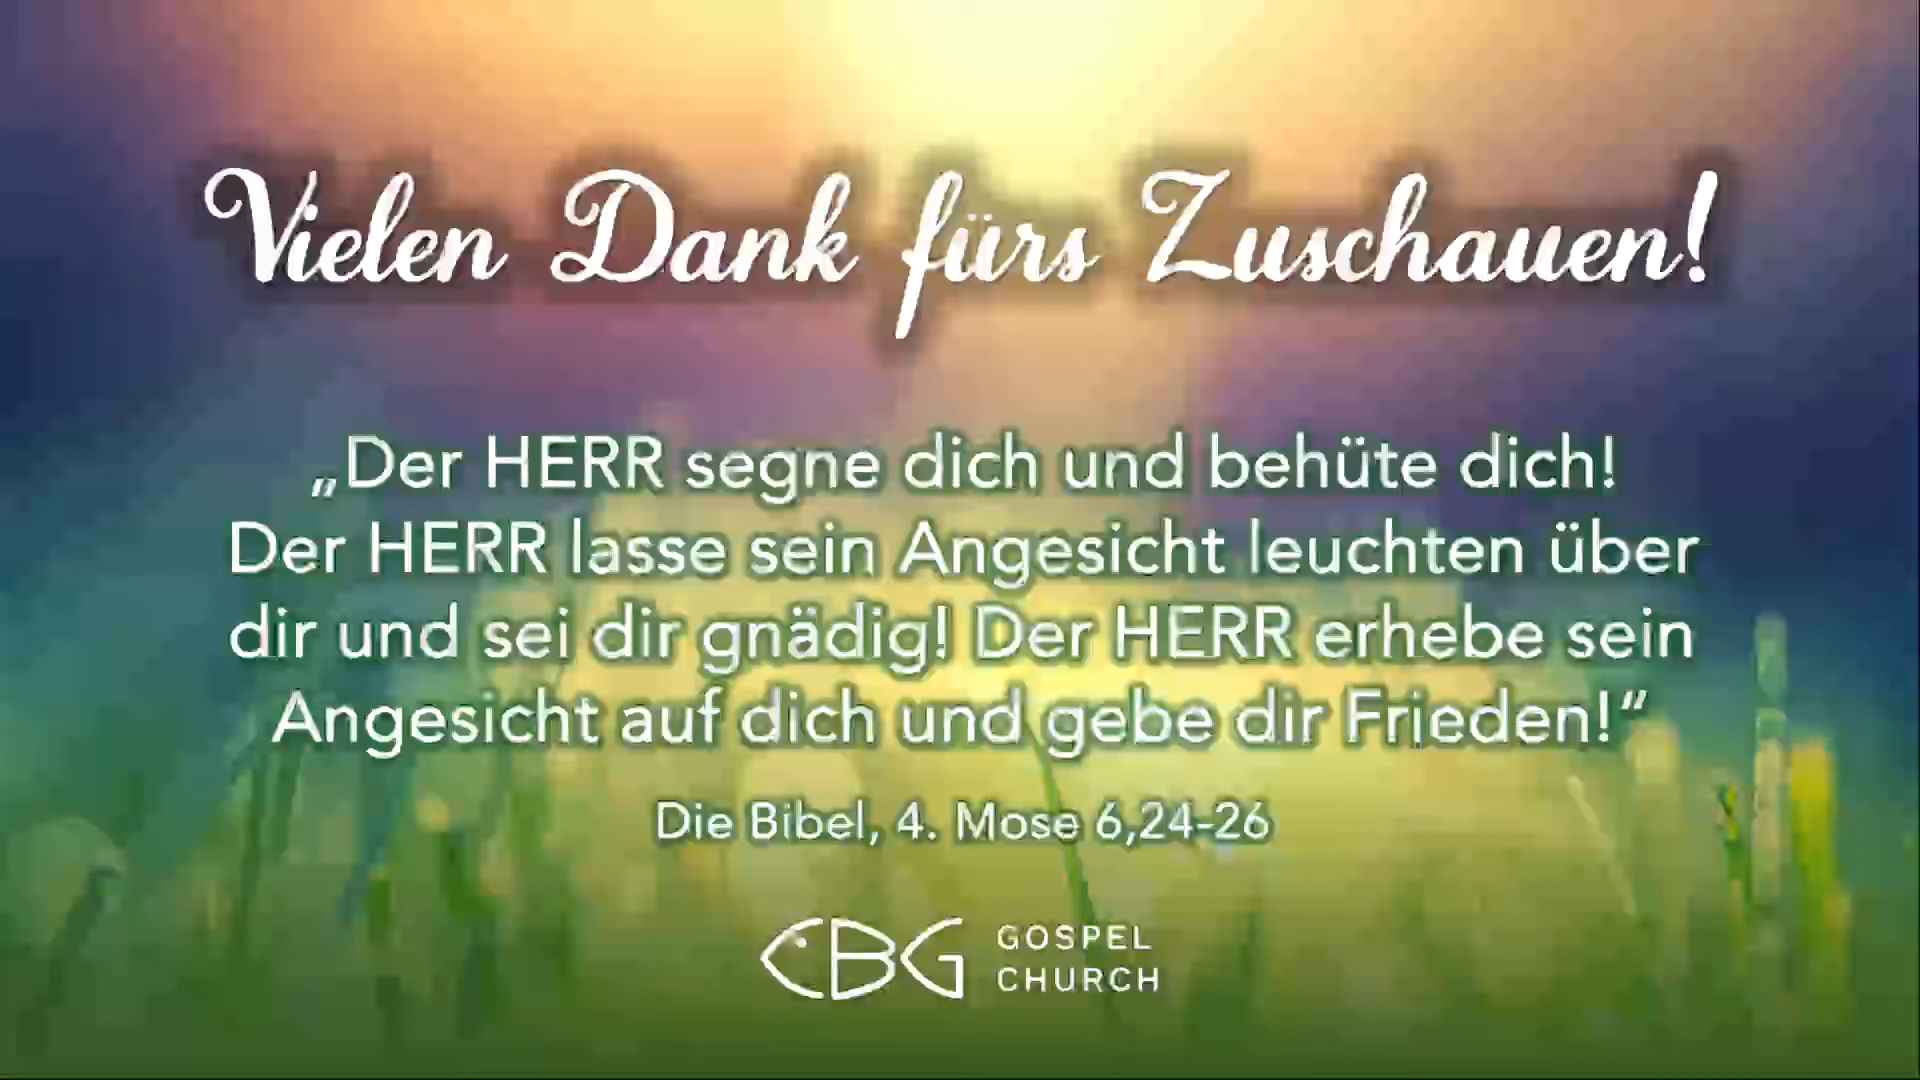 Vielen Dank fürs Zuschauen!
„Der HERR segne dich und behüte dich!
Der HERR lasse sein Angesicht leuchten über
dir und sei dir gnädig! Der HERR erhebe sein
Angesicht auf dich und gebe dir Frieden!“
Die Bibel, 4. Mose 6,24-26
CBG GOSPEL
CHURCH